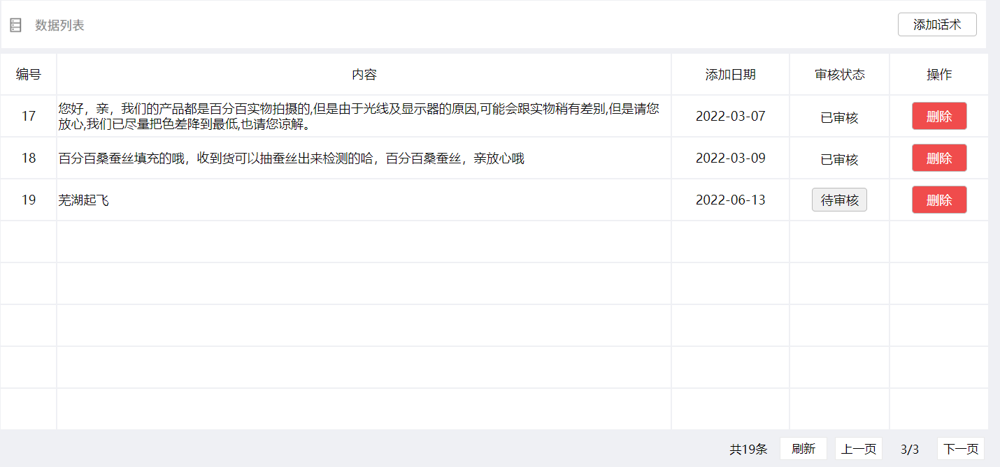 数据列表
添加话术
编号 内容 添加日期 审核状态 操作
17 您好，亲，我们的产品都是百分百实物拍摄的,但是由于光线及显示器的原因,可能会跟实物稍有差别,但是请您
放心,我们已尽量把色差降到最低,也请您谅解。 2022-03-07 已审核 删除
18 百分百桑蚕丝填充的哦，收到货可以抽蚕丝出来检测的哈，百分百桑蚕丝，亲放心哦 2022-03-09 已审核 删除
19 芜湖起飞 2022-06-13 待审核 删除
共19条 刷新 上一页 3/3 下一页